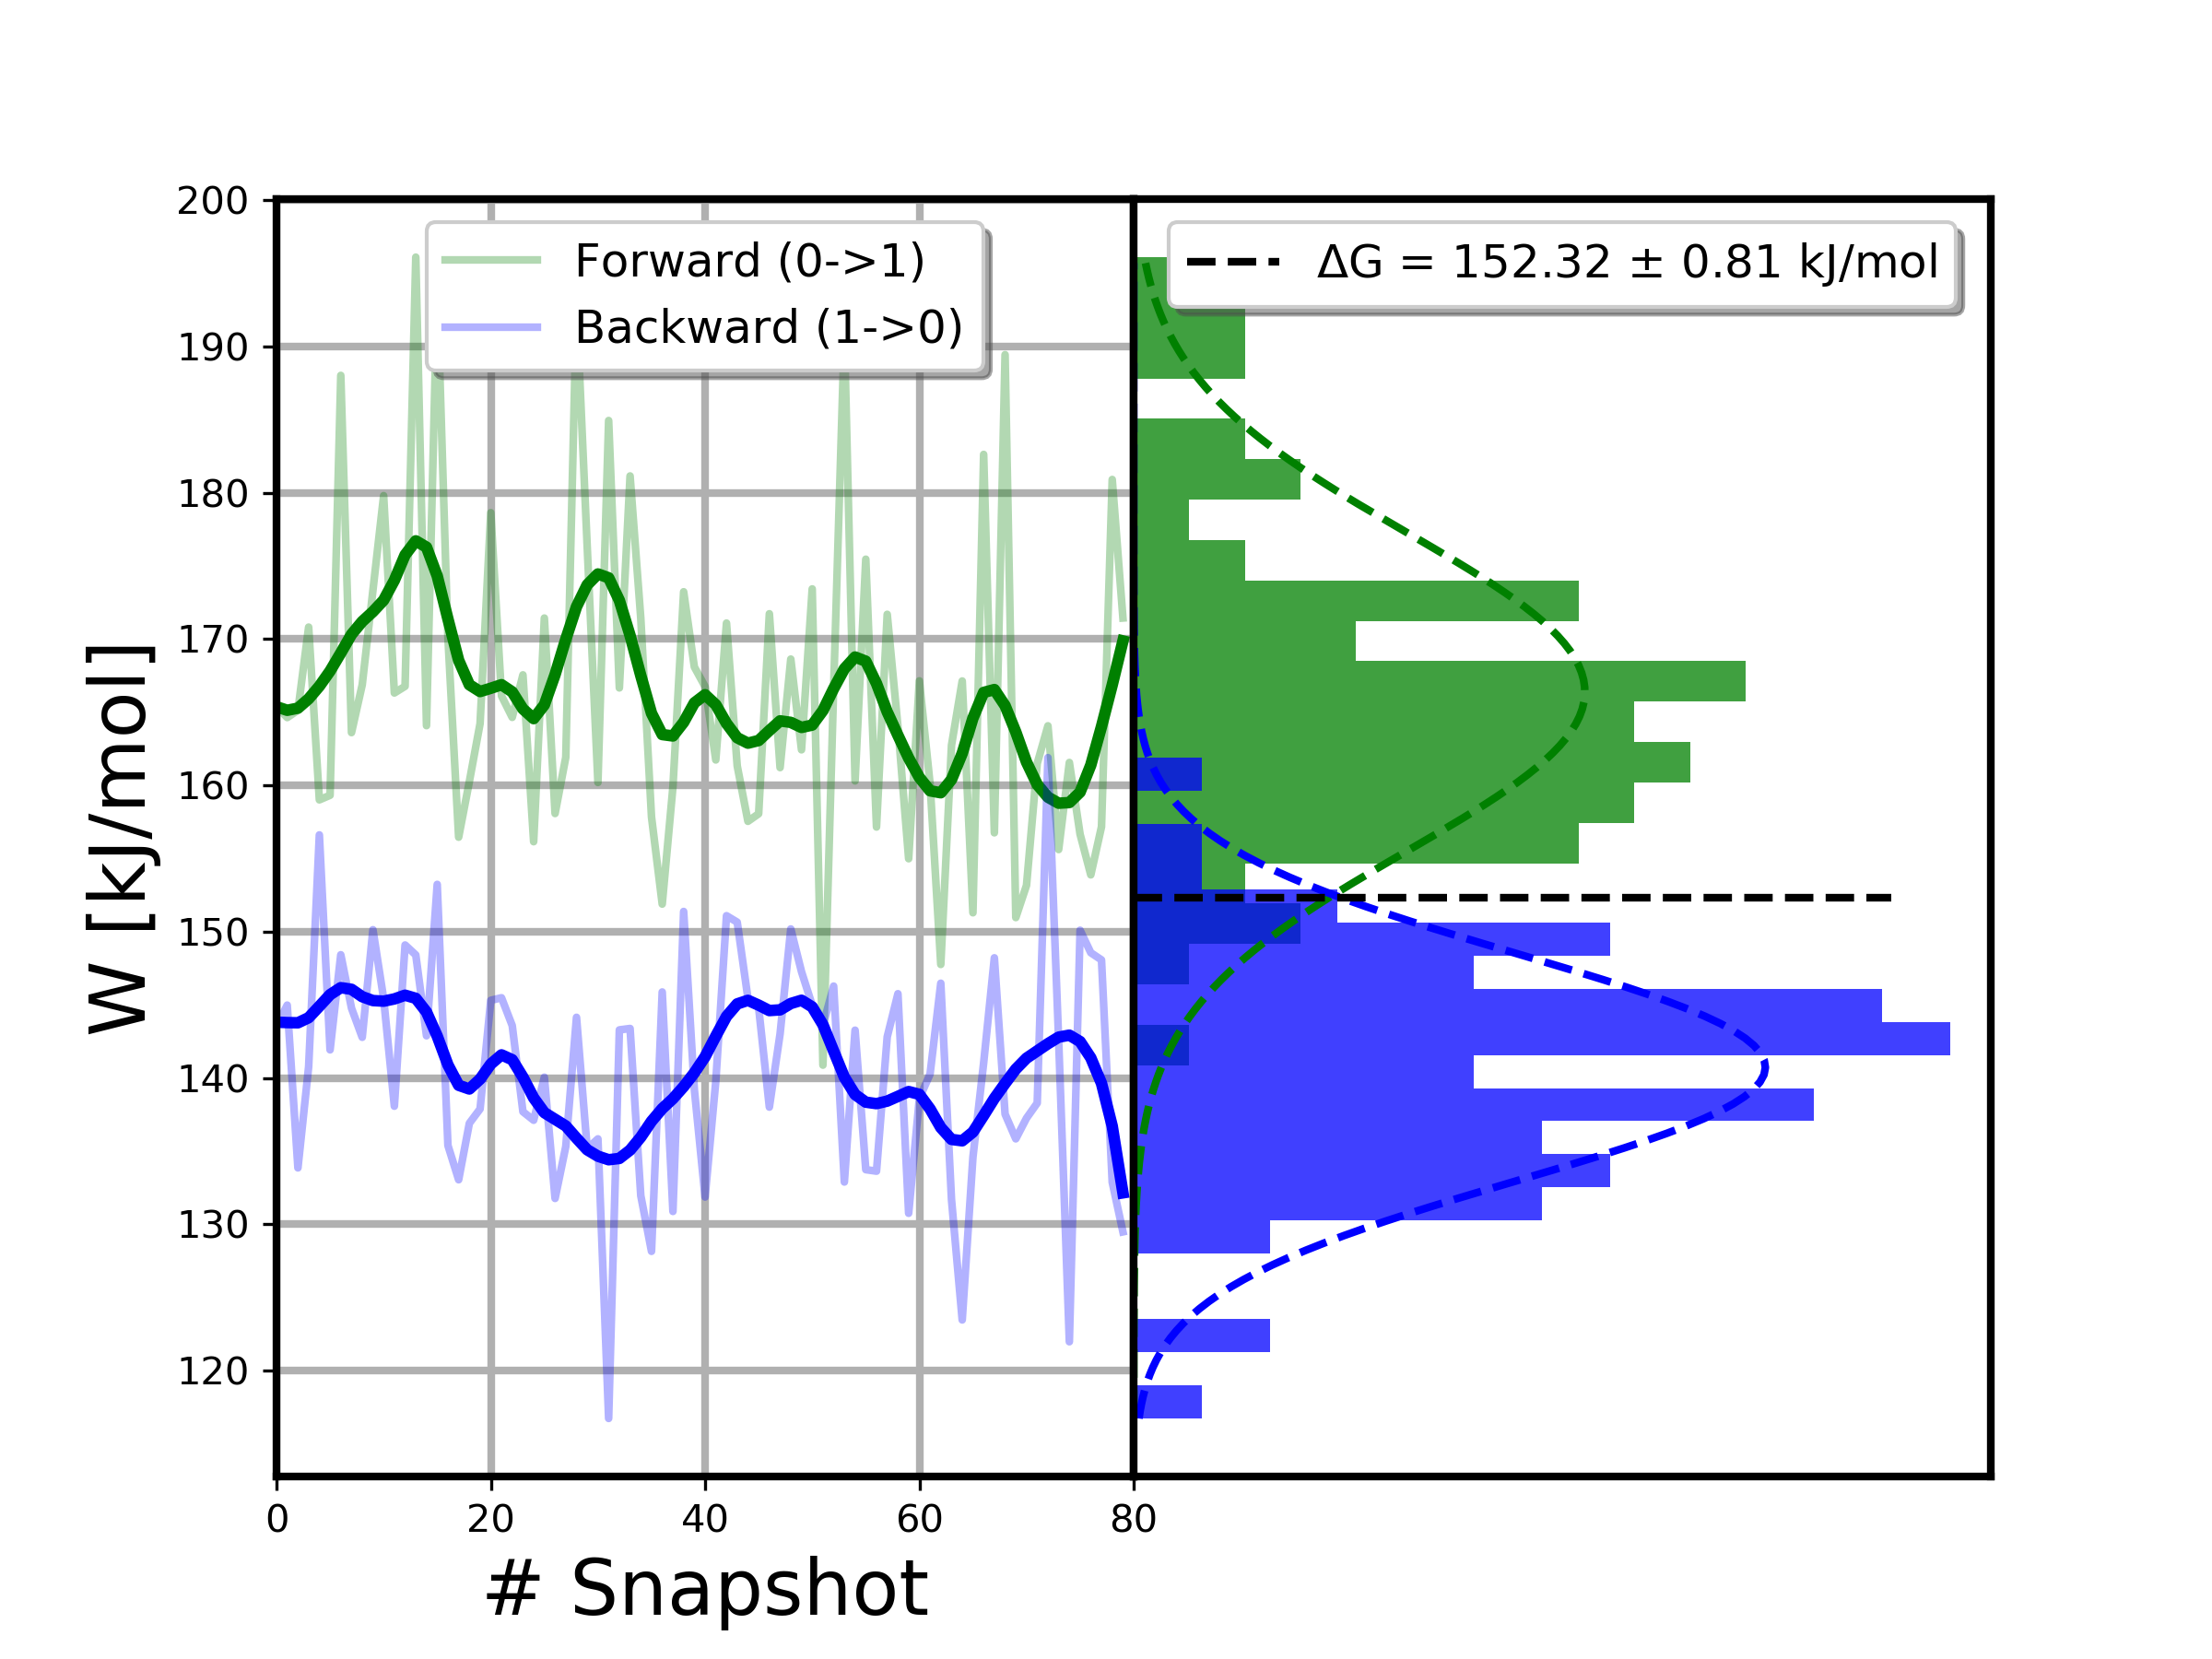 Forward (0->1)
Backward (1->0)
ΔG = 152.32 ± 0.81 kJ/mol
200
190
180
170
160
150
140
130
120
W [kJ/mol]
0 20 40 60 80
# Snapshot